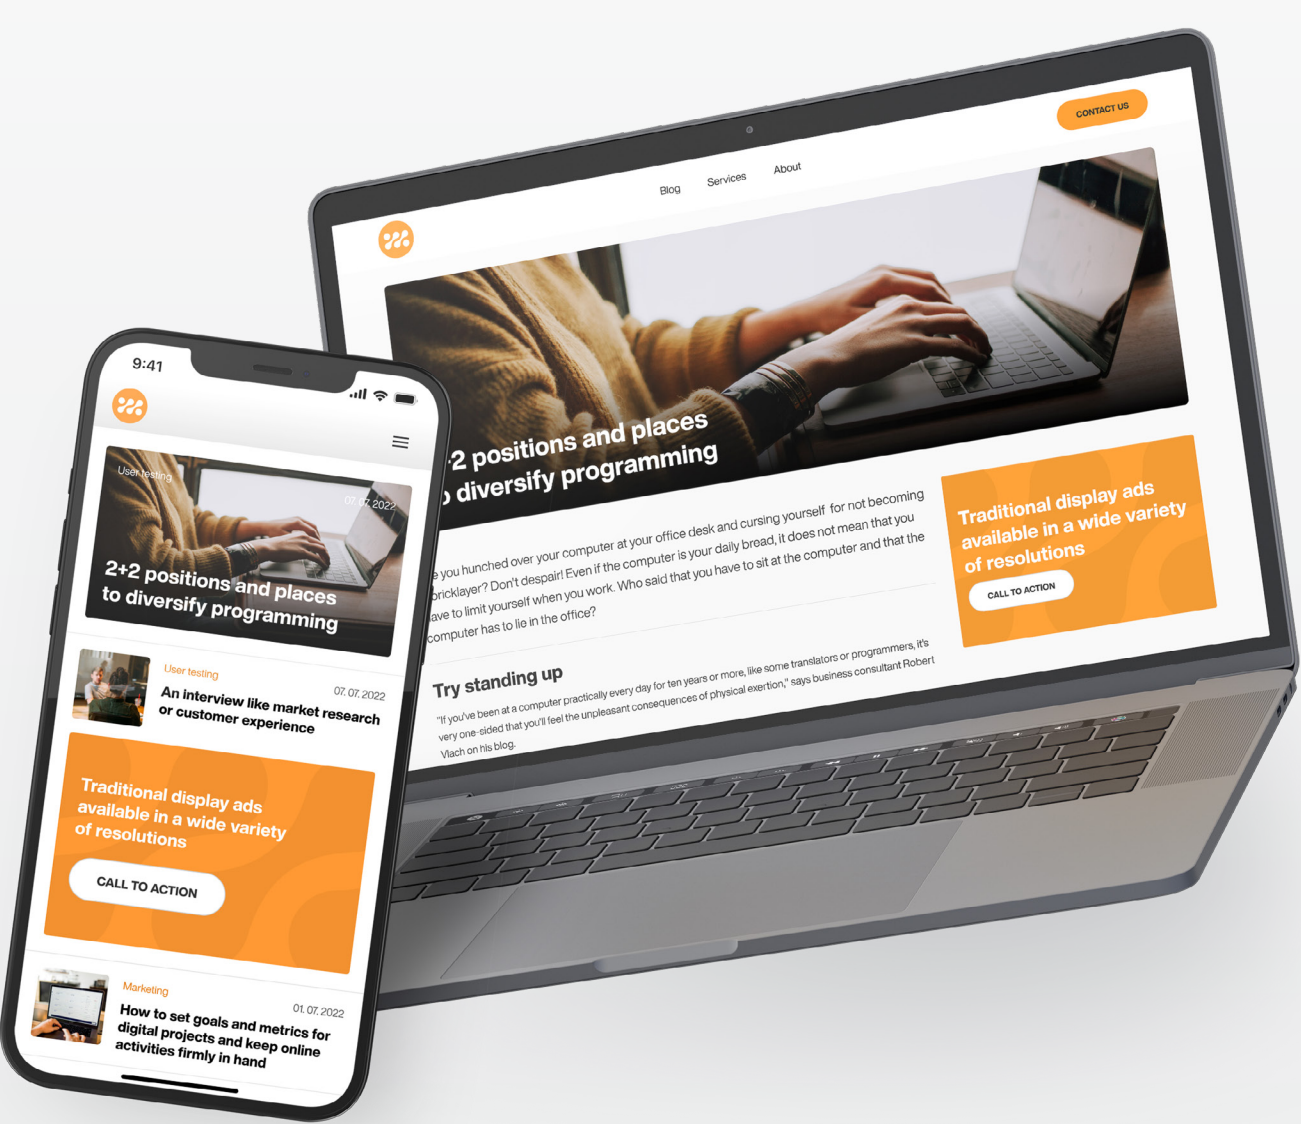 CONTACT US
Blog
Services
About
2 positions and places
diversify programming
you hunched over your computer at your office desk and cursing yourself for not becoming
bricklayer? Don't despair! Even if the computer is your daily bread, it does not mean that you
have to limit yourself when you work. Who said that you have to sit at the computer and that the
computer has to lie in the office?
Try standing up
"If you've been at a computer practically every day for ten years or more, like some translators or programmers, it's
very one-sided that you'll feel the unpleasant consequences of physical exertion," says business consultant Robert
Vlach on his blog.
Traditional display ads
available in a wide variety
of resolutions
CALL TO ACTION
9:41
User testing
07. 07. 2022
2+2 positions and places
to diversify programming
User testing
07. 07. 2022
An interview like market research
or customer experience
Traditional display ads
available in a wide variety
of resolutions
CALL TO ACTION
Marketing
01. 07. 2022
How to set goals and metrics for
digital projects and keep online
activities firmly in hand